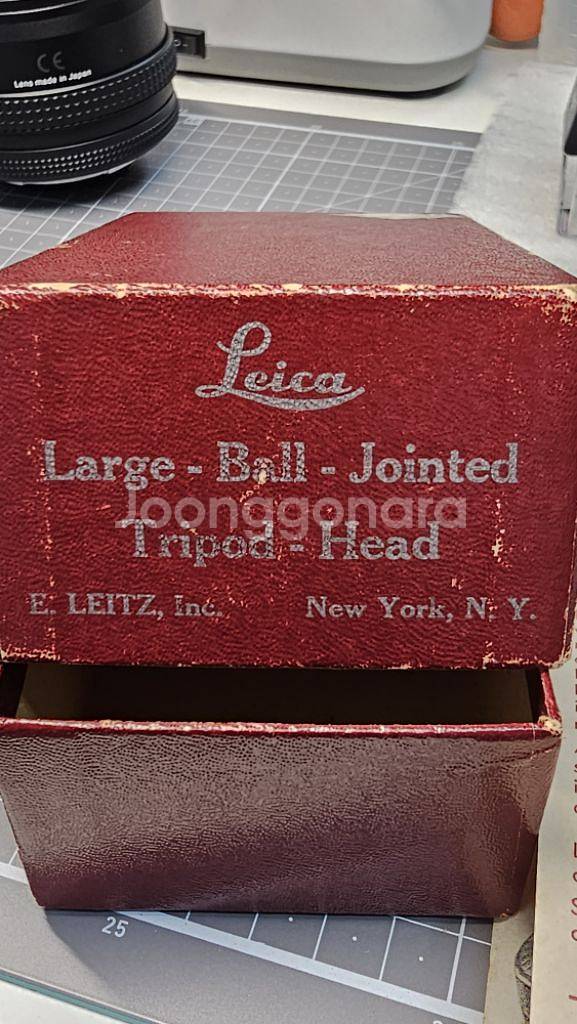 CE
Lens made in Japan
Leica
Large - Ball - Jointed
Joonggonara
Tripod - Head
E. LEITZ, Inc. New York, N. Y.
25